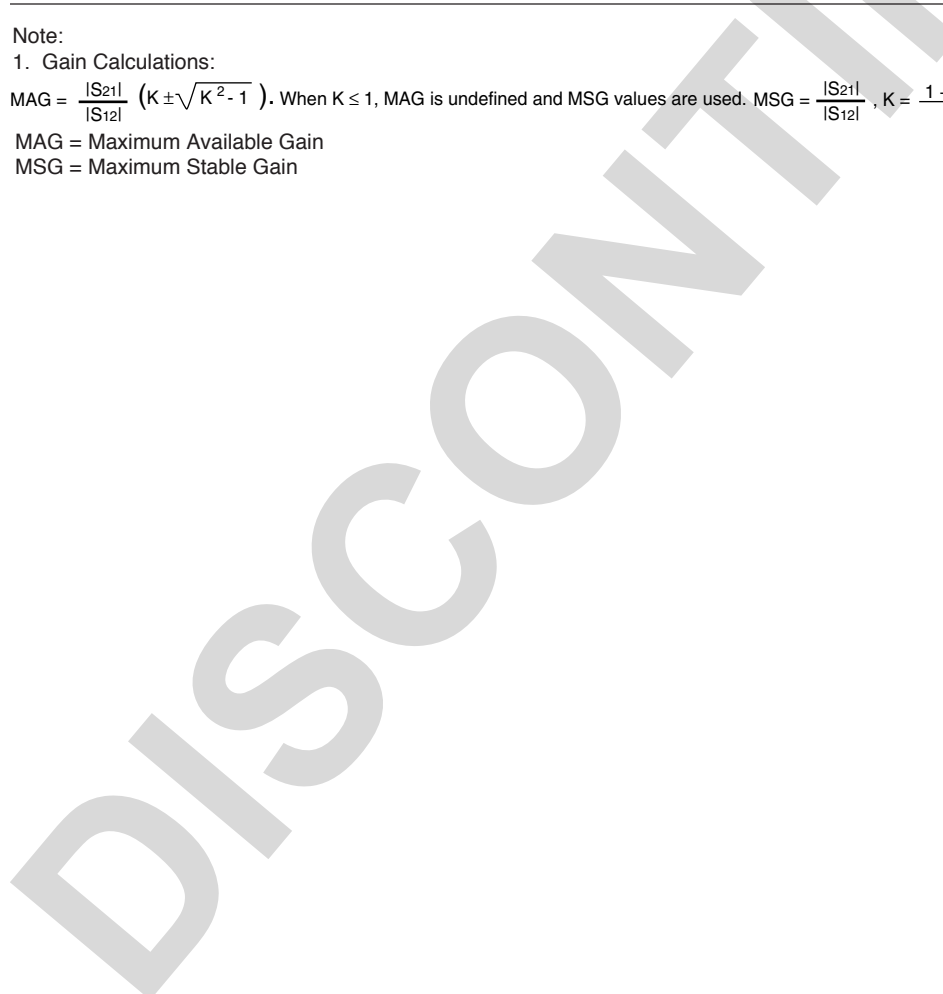 Note:
1. Gain Calculations:
MAG = |S21| / |S12| (K ± √(K² - 1)). When K ≤ 1, MAG is undefined and MSG values are used. MSG = |S21| / |S12| , K = 1
MAG = Maximum Available Gain
MSG = Maximum Stable Gain
DISCONTI